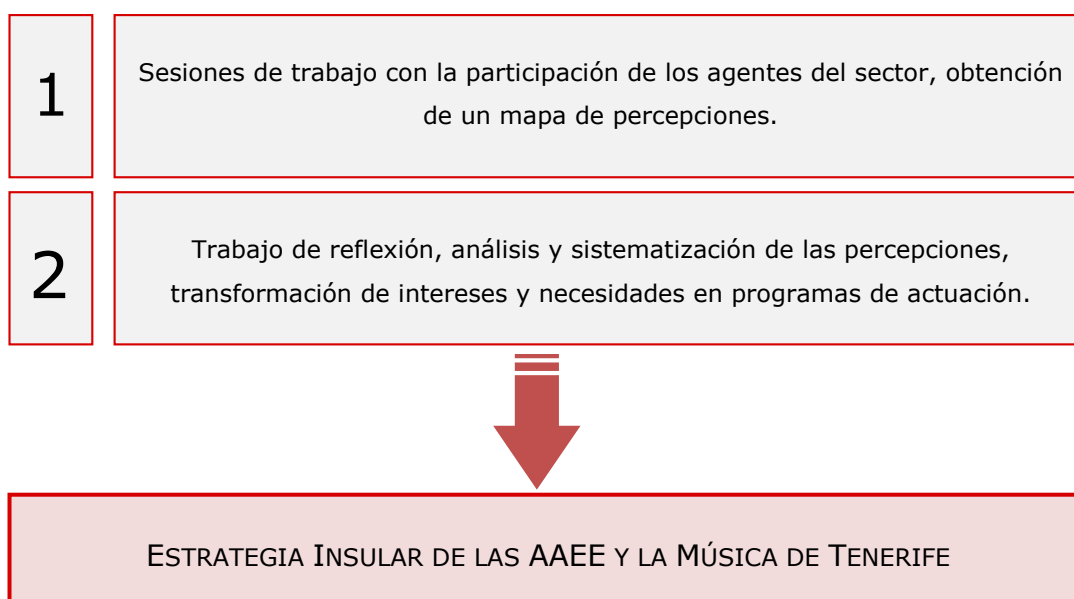 1
Sesiones de trabajo con la participación de los agentes del sector, obtención
de un mapa de percepciones.
2
Trabajo de reflexión, análisis y sistematización de las percepciones,
transformación de intereses y necesidades en programas de actuación.
ESTRATEGIA INSULAR DE LAS AAEE Y LA MÚSICA DE TENERIFE